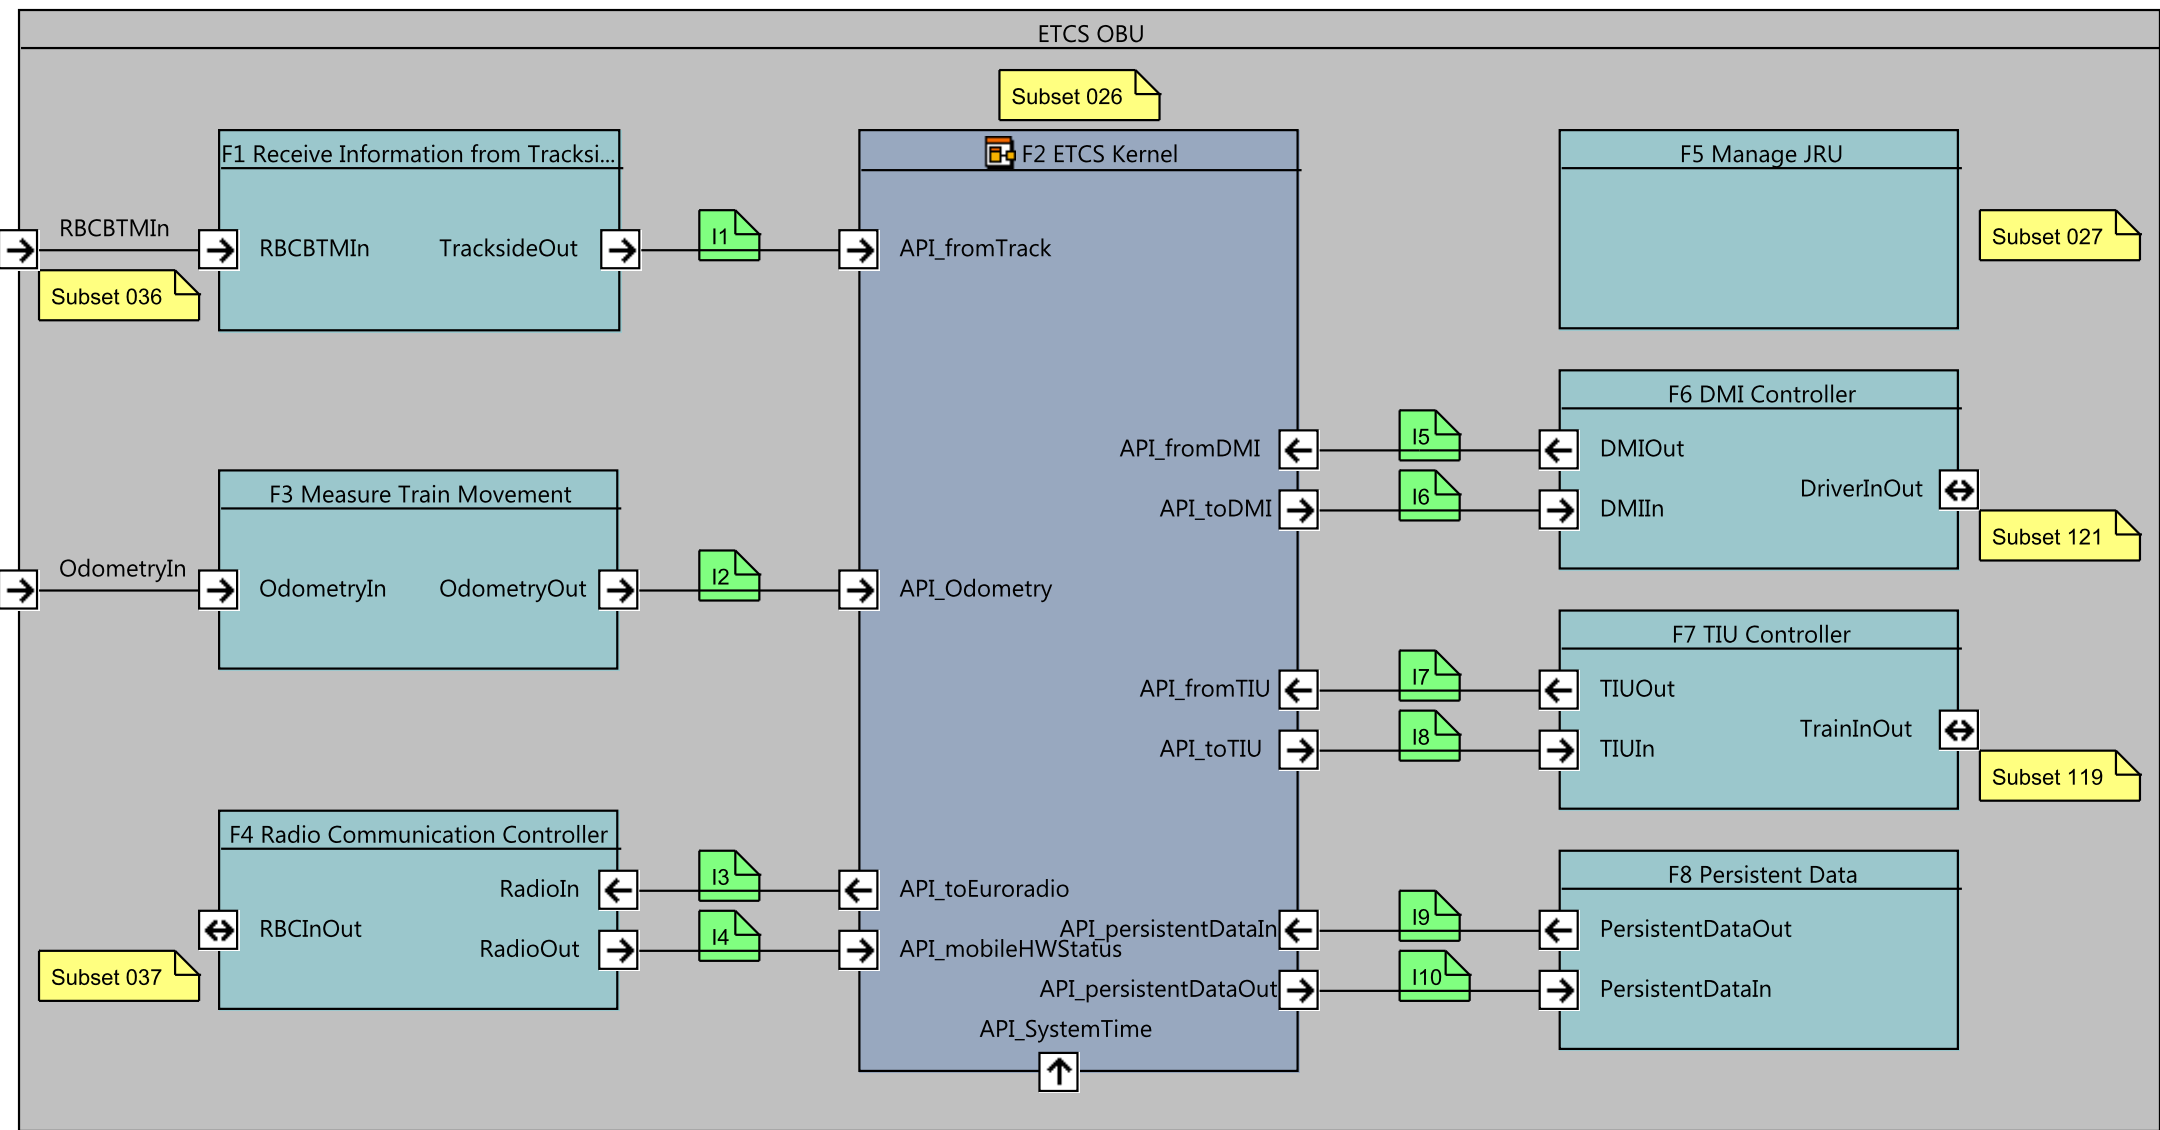 ETCS OBU
Subset 026
F1 Receive Information from Tracksi...
F2 ETCS Kernel
F5 Manage JRU
RBCBTMIn
RBCBTMIn
TracksideOut
I1
API_fromTrack
Subset 027
Subset 036
F6 DMI Controller
API_fromDMI
I5
DMIOut
F3 Measure Train Movement
DriverInOut
API_toDMI
I6
DMIIn
Subset 121
OdometryIn
OdometryIn
OdometryOut
I2
API_Odometry
F7 TIU Controller
API_fromTIU
I7
TIUOut
TrainInOut
API_toTIU
I8
TIUIn
Subset 119
F4 Radio Communication Controller
F8 Persistent Data
RadioIn
I3
API_toEuroradio
RBCInOut
API_persistentDataIn
I9
PersistentDataOut
RadioOut
I4
API_mobileHWStatus
Subset 037
API_persistentDataOut
I10
PersistentDataIn
API_SystemTime